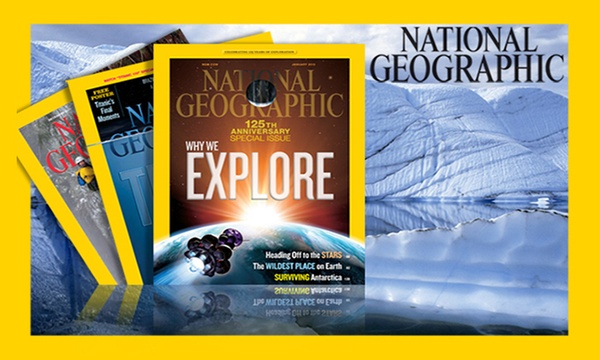 NATIONAL
GEOGRAPHIC
NATIONAL
GEOGRAPHIC
125TH
ANNIVERSARY
SPECIAL ISSUE
WHY WE
EXPLORE
Heading Off to the STARS
The WILDEST PLACE on Earth
SURVIVING Antarctica
FREE
POSTER
Titanic's
Final
Moments